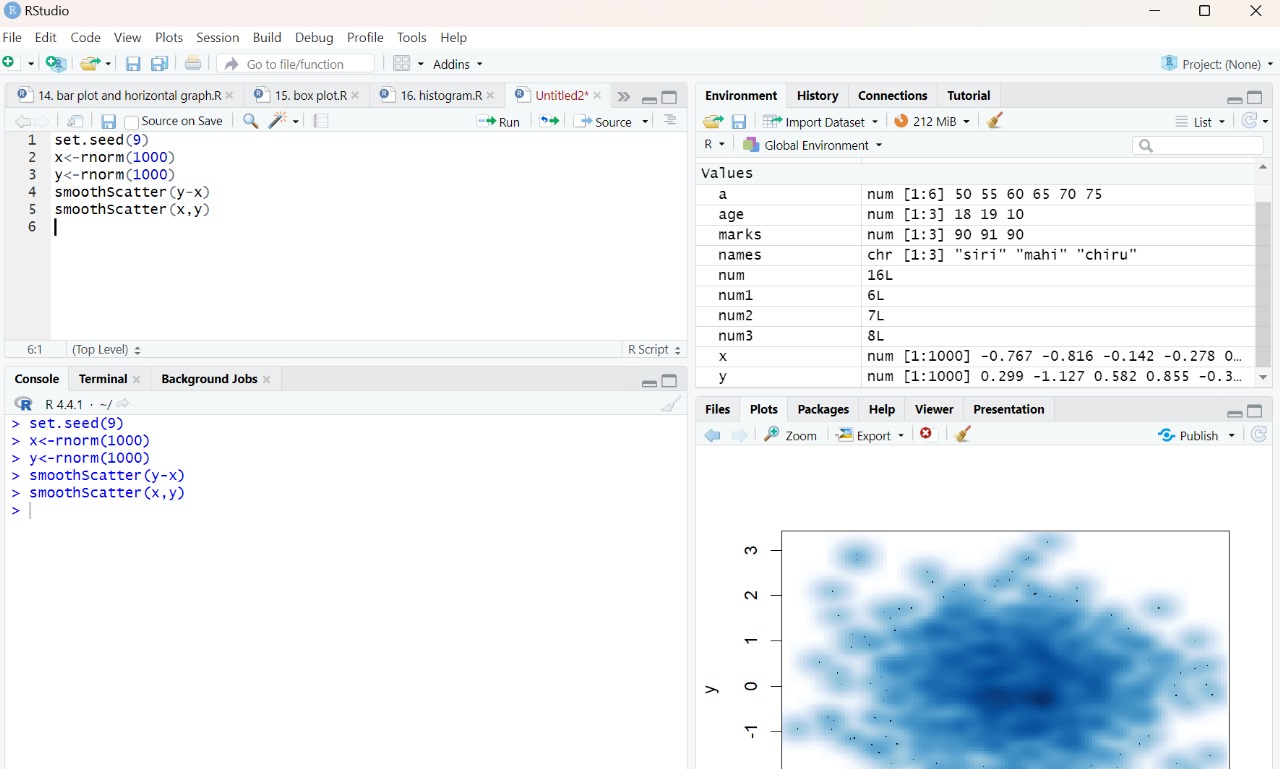 RStudio
File Edit Code View Plots Session Build Debug Profile Tools Help
Go to file/function Addins Project: (None)
14. bar plot and horizontal graph.R 15. box plot.R 16. histogram.R Untitled2*
Source on Save Run Source
1 set.seed(9)
2 x<-rnorm(1000)
3 y<-rnorm(1000)
4 smoothScatter(y-x)
5 smoothScatter(x,y)
6
6:1 (Top Level) R Script
Console Terminal Background Jobs
R 4.4.1 · ~/
> set.seed(9)
> x<-rnorm(1000)
> y<-rnorm(1000)
> smoothScatter(y-x)
> smoothScatter(x,y)
>
Environment History Connections Tutorial
Import Dataset 212 MiB List
R Global Environment
Values
a num [1:6] 50 55 60 65 70 75
age num [1:3] 18 19 10
marks num [1:3] 90 91 90
names chr [1:3] "siri" "mahi" "chiru"
num 16L
num1 6L
num2 7L
num3 8L
x num [1:1000] -0.767 -0.816 -0.142 -0.278 0...
y num [1:1000] 0.299 -1.127 0.582 0.855 -0.3...
Files Plots Packages Help Viewer Presentation
Zoom Export Publish
3
2
1
0
-1
y